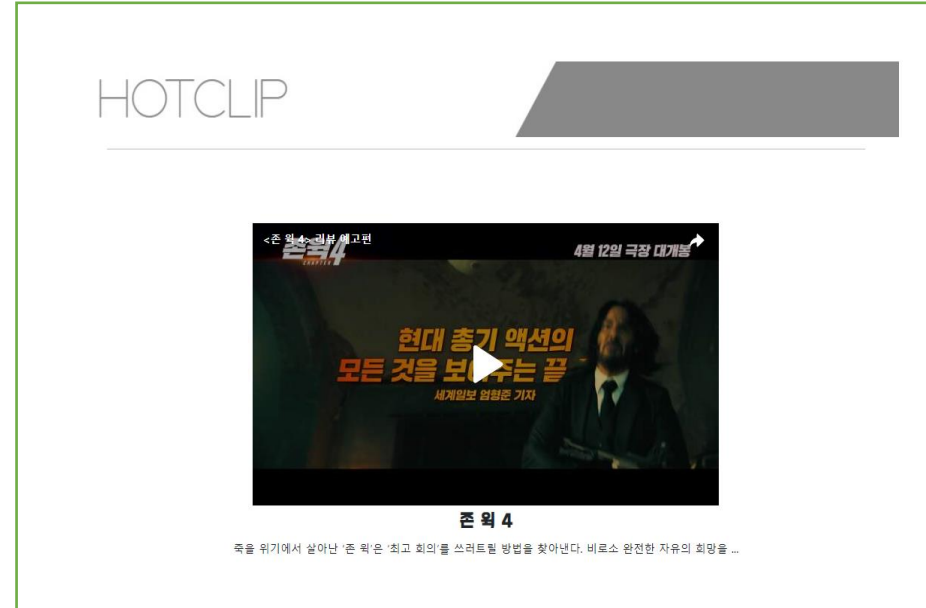 HOTCLIP
<존 윅 4> 리뷰 예고편
존윅4
4월 12일 극장 대개봉
현대 총기 액션의
모든 것을 보여주는 끝
세계일보 엄형준 기자
존 윅 4
죽을 위기에서 살아난 '존 윅'은 '최고 회의'를 쓰러트릴 방법을 찾아낸다. 비로소 완전한 자유의 희망을 ...